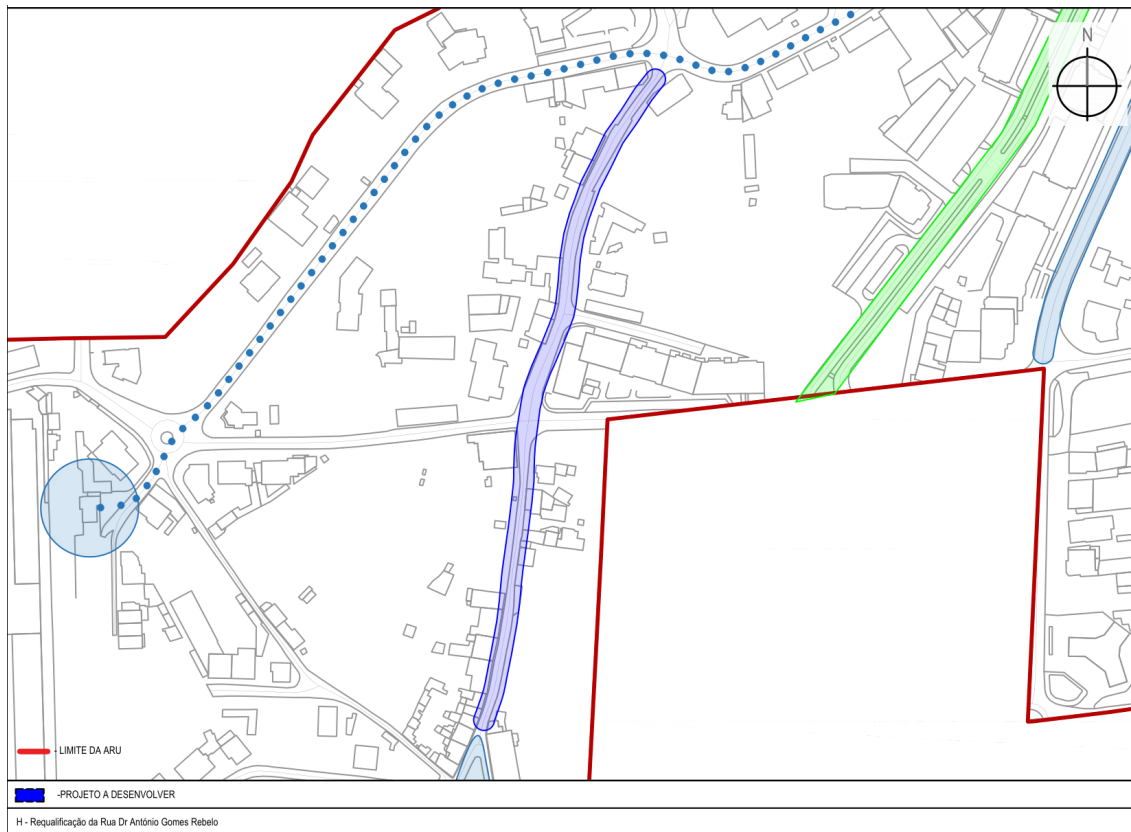 N
- LIMITE DA ARU
-PROJETO A DESENVOLVER
H - Requalificação da Rua Dr António Gomes Rebelo